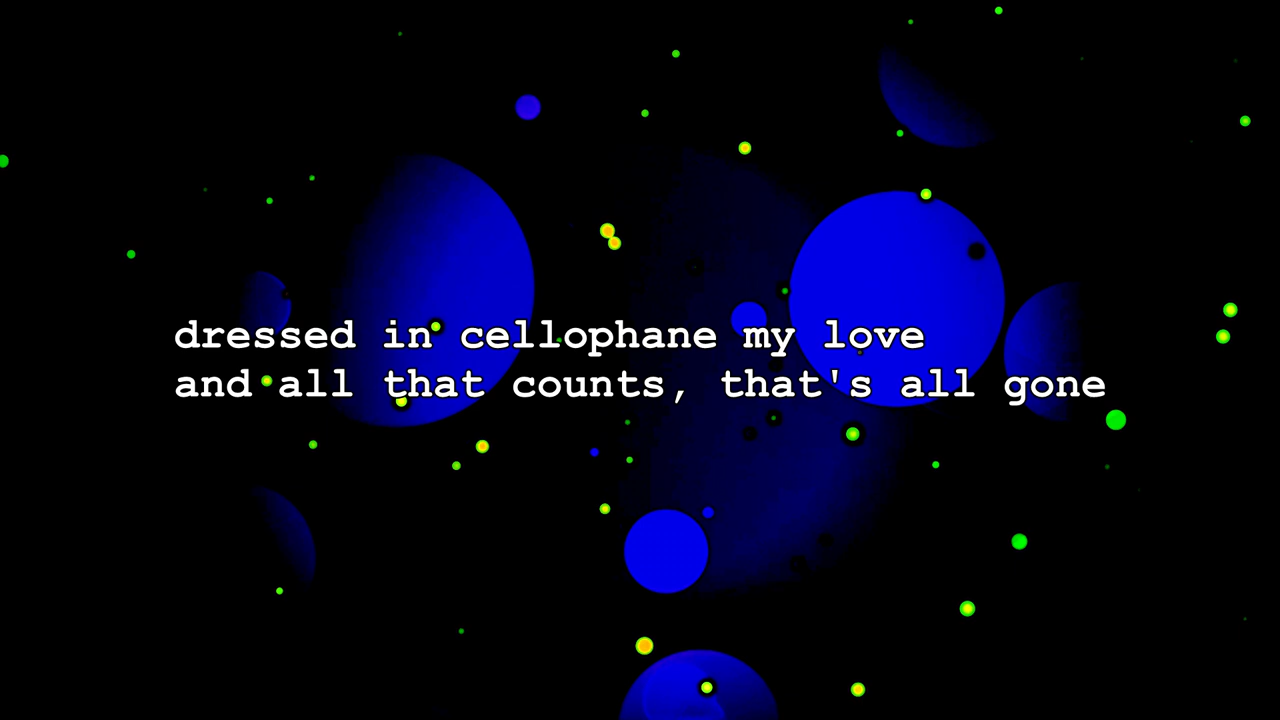 dressed in cellophane my love
and all that counts, that's all gone